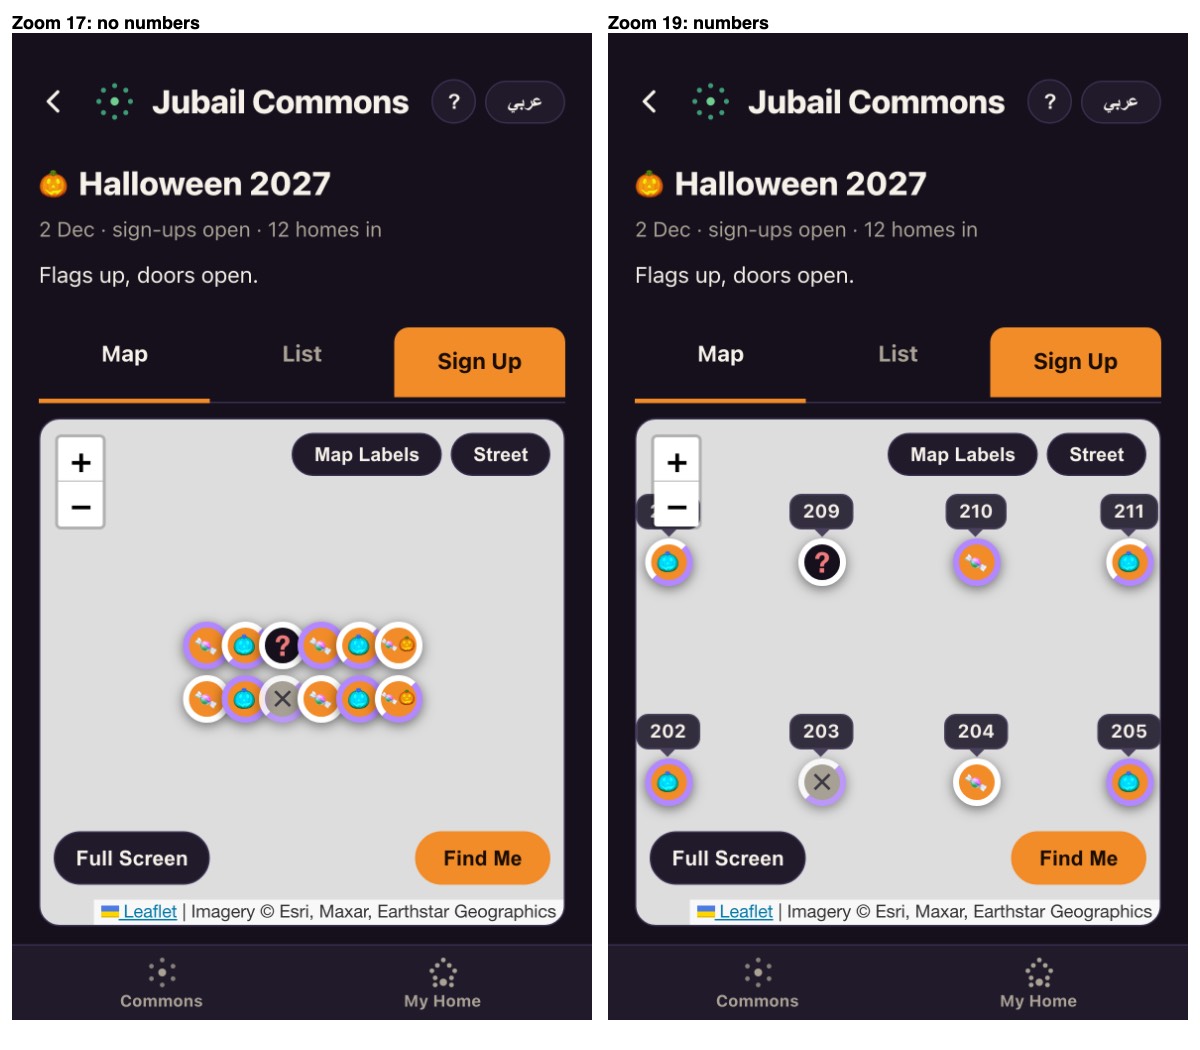 Zoom 17: no numbers
Jubail Commons
?
عربي
Halloween 2027
2 Dec · sign-ups open · 12 homes in
Flags up, doors open.
Map
List
Sign Up
+
−
Map Labels
Street
?
Full Screen
Find Me
Leaflet | Imagery © Esri, Maxar, Earthstar Geographics
Commons
My Home
Zoom 19: numbers
Jubail Commons
?
عربي
Halloween 2027
2 Dec · sign-ups open · 12 homes in
Flags up, doors open.
Map
List
Sign Up
+
−
Map Labels
Street
209
210
211
?
202
203
204
205
Full Screen
Find Me
Leaflet | Imagery © Esri, Maxar, Earthstar Geographics
Commons
My Home